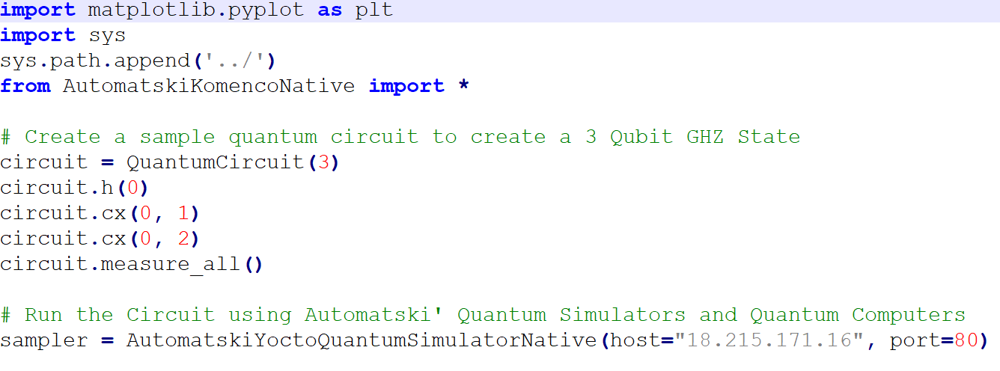 import matplotlib.pyplot as plt
import sys
sys.path.append('../')
from AutomatskiKomencoNative import *
# Create a sample quantum circuit to create a 3 Qubit GHZ State
circuit = QuantumCircuit(3)
circuit.h(0)
circuit.cx(0, 1)
circuit.cx(0, 2)
circuit.measure_all()
# Run the Circuit using Automatski' Quantum Simulators and Quantum Computers
sampler = AutomatskiYoctoQuantumSimulatorNative(host="18.215.171.16", port=80)